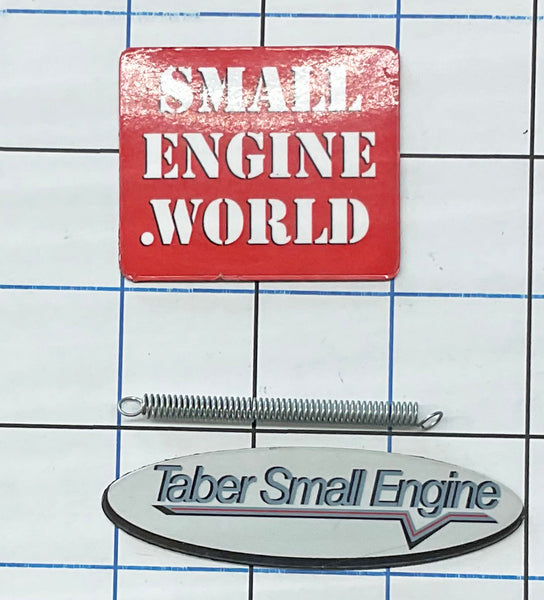 SMALL
ENGINE
.WORLD
Taber Small Engine